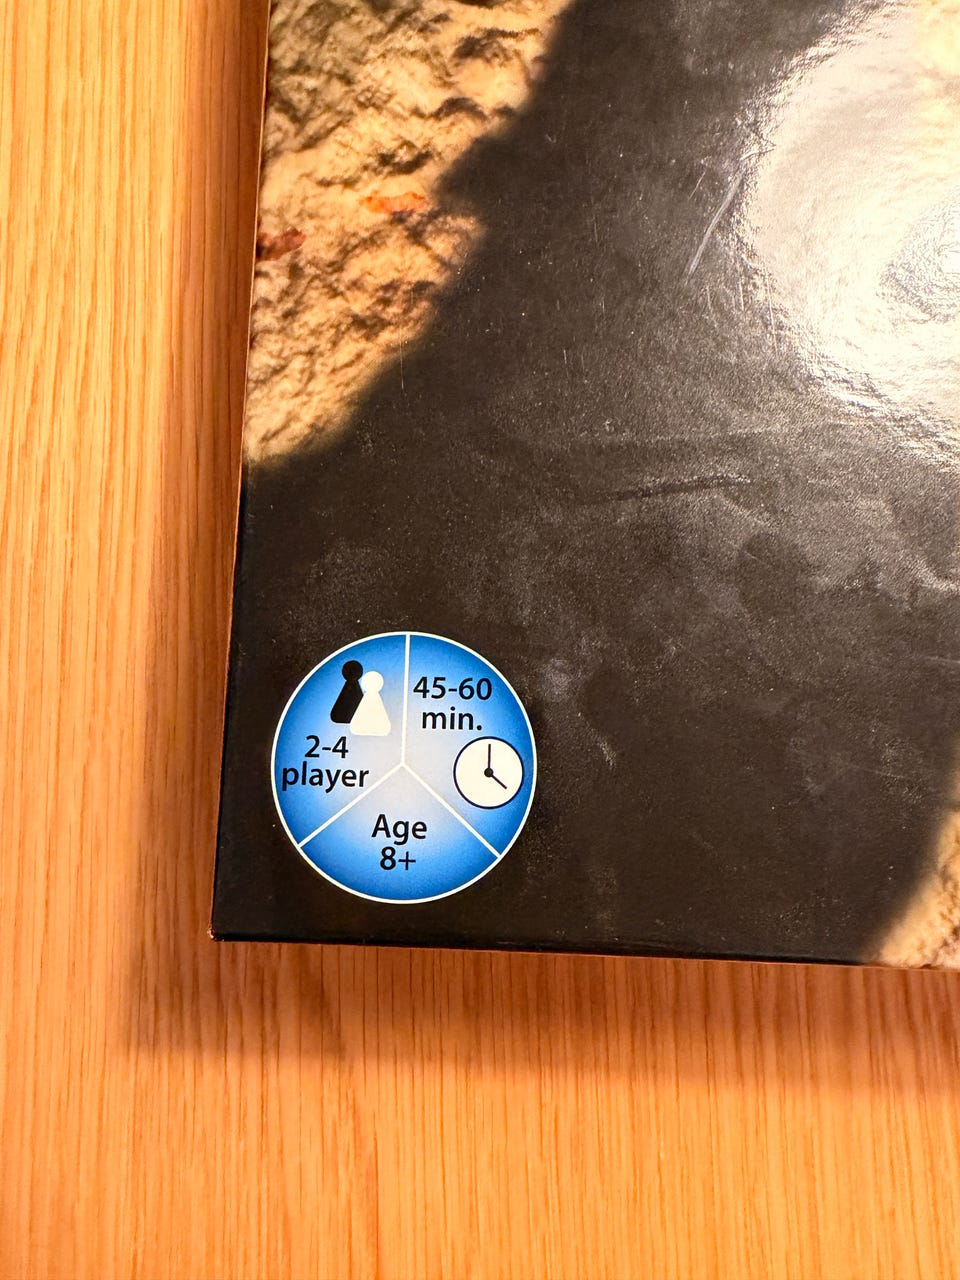 2-4
player
45-60
min.
Age
8+